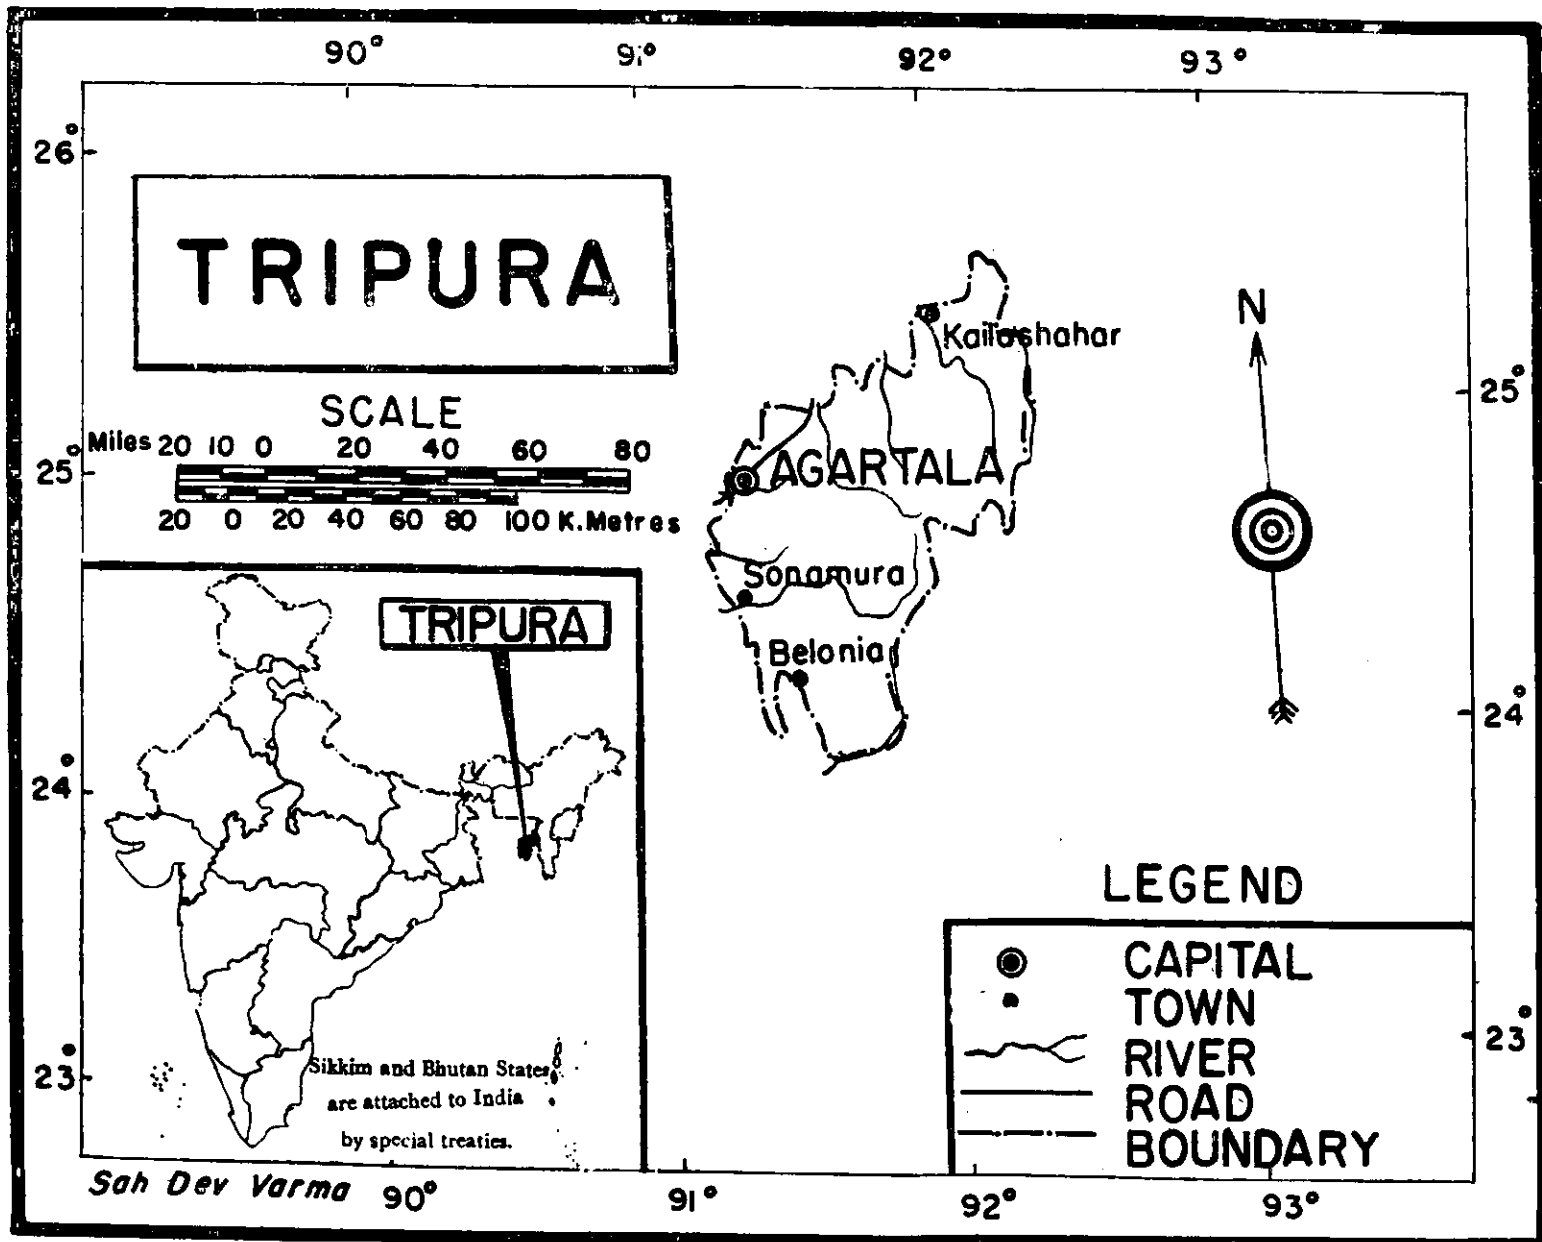 90° 91° 92° 93°
26°
TRIPURA
N
Kailashahar
25°
SCALE
Miles 20 10 0 20 40 60 80
25°
AGARTALA
20 0 20 40 60 80 100 K.Metres
Sonamura
TRIPURA
Belonia
24°
24°
LEGEND
CAPITAL
TOWN
23°
RIVER
23°
Sikkim and Bhutan States
are attached to India
by special treaties.
ROAD
BOUNDARY
Sah Dev Varma 90° 91° 92° 93°